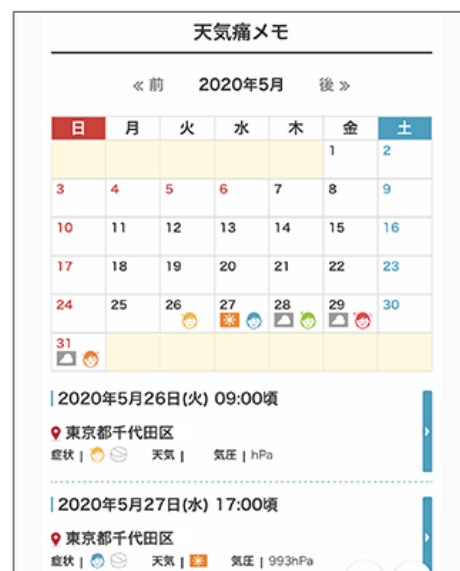 天気痛メモ
≪ 前 2020年5月 後 ≫
日 月 火 水 木 金 土
1 2
3 4 5 6 7 8 9
10 11 12 13 14 15 16
17 18 19 20 21 22 23
24 25 26 27 28 29 30
31
2020年5月26日(火) 09:00頃
東京都千代田区
症状 | 天気 | 気圧 | hPa
2020年5月27日(水) 17:00頃
東京都千代田区
症状 | 天気 | 気圧 | 993hPa